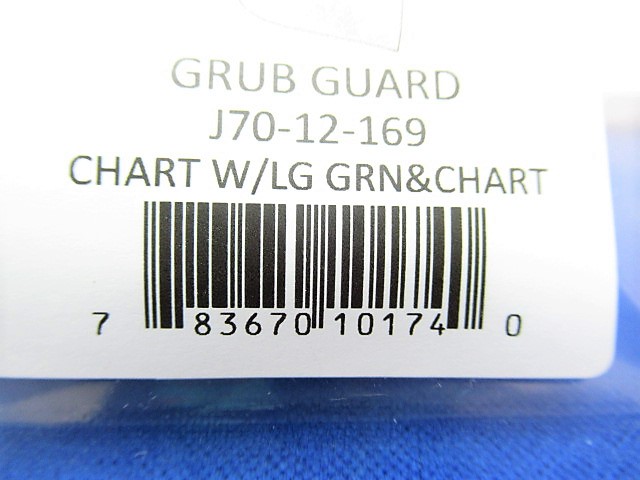 GRUB GUARD
J70-12-169
CHART W/LG GRN&CHART
7 83670 10174 0